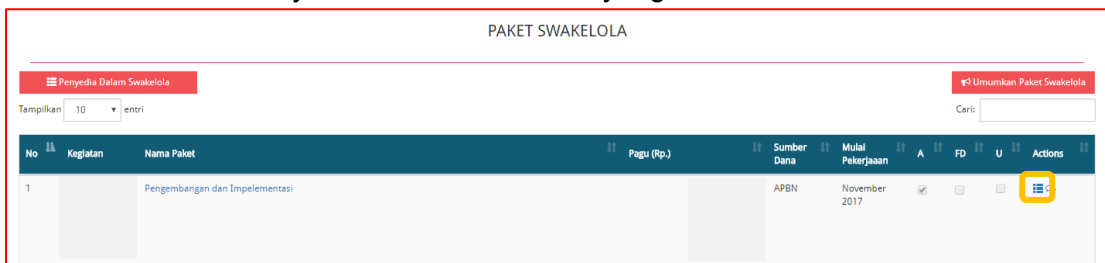 PAKET SWAKELOLA
Penyedia Dalam Swakelola
Umumkan Paket Swakelola
Tampilkan 10 entri
Cari:
No Kegiatan Nama Paket Pagu (Rp.) Sumber Dana Mulai Pekerjaaan A FD U Actions
1 Pengembangan dan Impelementasi APBN November 2017